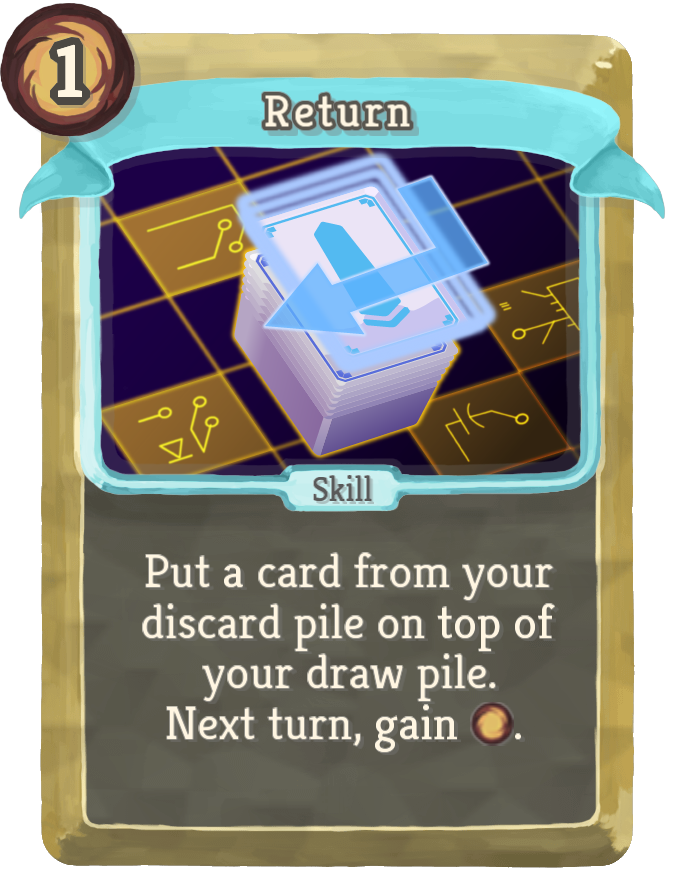 1
Return
Skill
Put a card from your
discard pile on top of
your draw pile.
Next turn, gain .